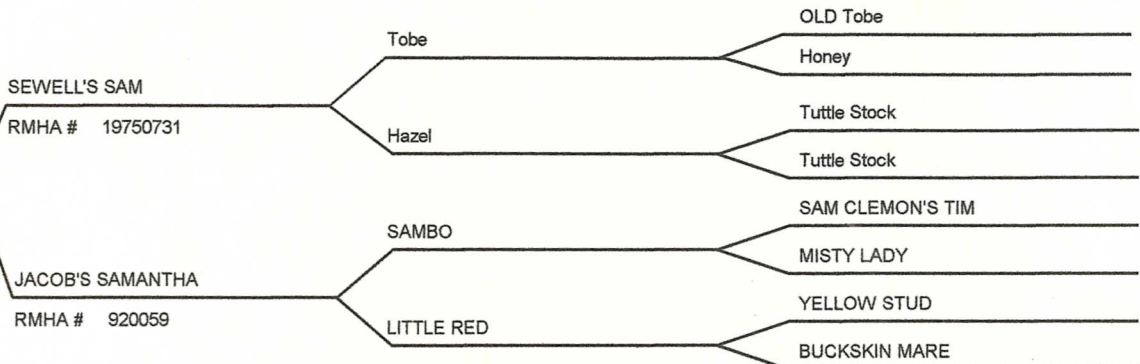 OLD Tobe
Tobe
Honey
SEWELL'S SAM
RMHA # 19750731
Tuttle Stock
Hazel
Tuttle Stock
SAM CLEMON'S TIM
SAMBO
MISTY LADY
JACOB'S SAMANTHA
RMHA # 920059
YELLOW STUD
LITTLE RED
BUCKSKIN MARE